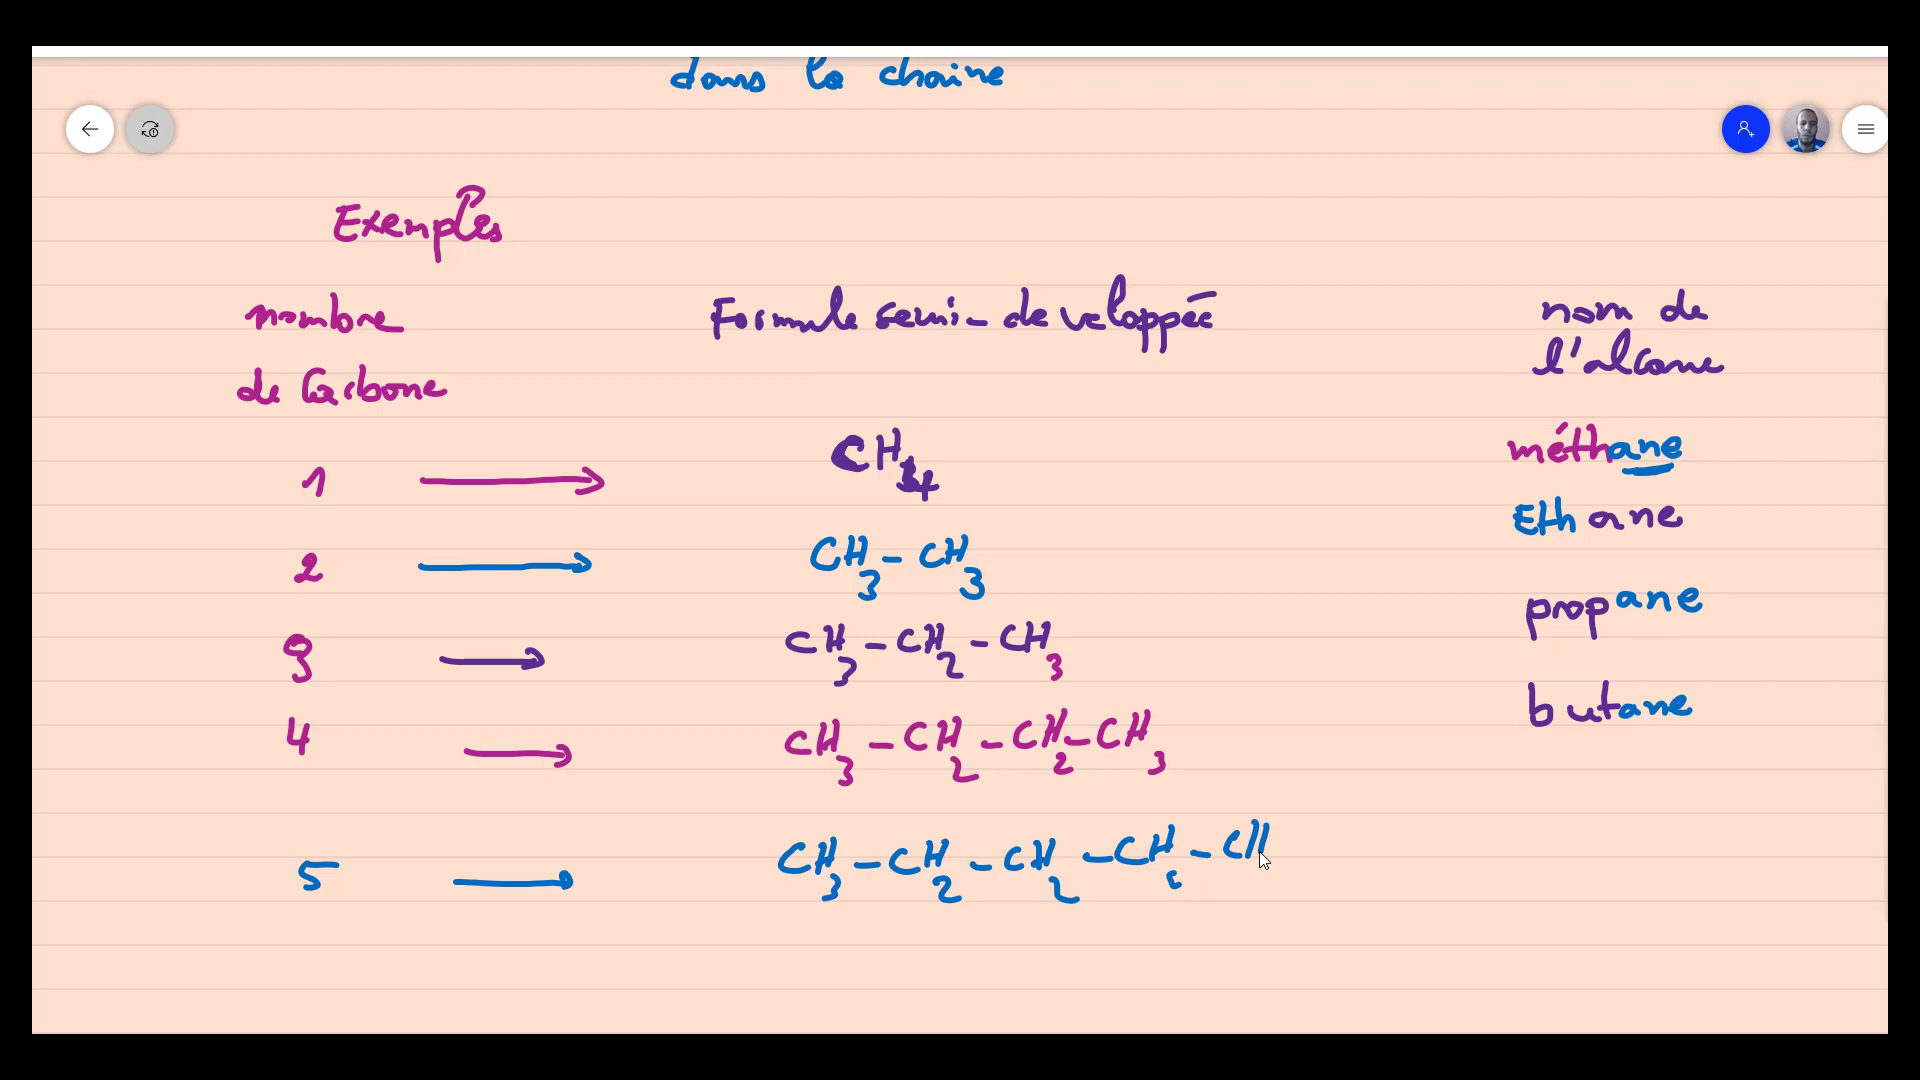 dans la chaine
Exemples
nombre
de Carbone
Formule semi-developpée
nom de
l'alcane
1 → CH4 méthane
2 → CH3-CH3 Ethane
3 → CH3-CH2-CH3 propane
4 → CH3-CH2-CH2-CH3 butane
5 → CH3-CH2-CH2-CH